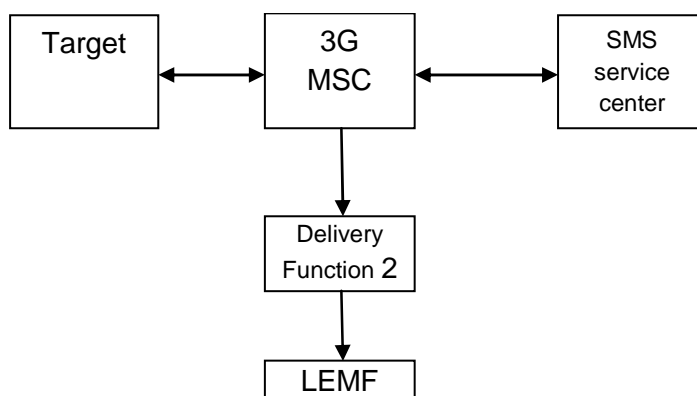 Target
3G
MSC
SMS
service
center
Delivery
Function 2
LEMF